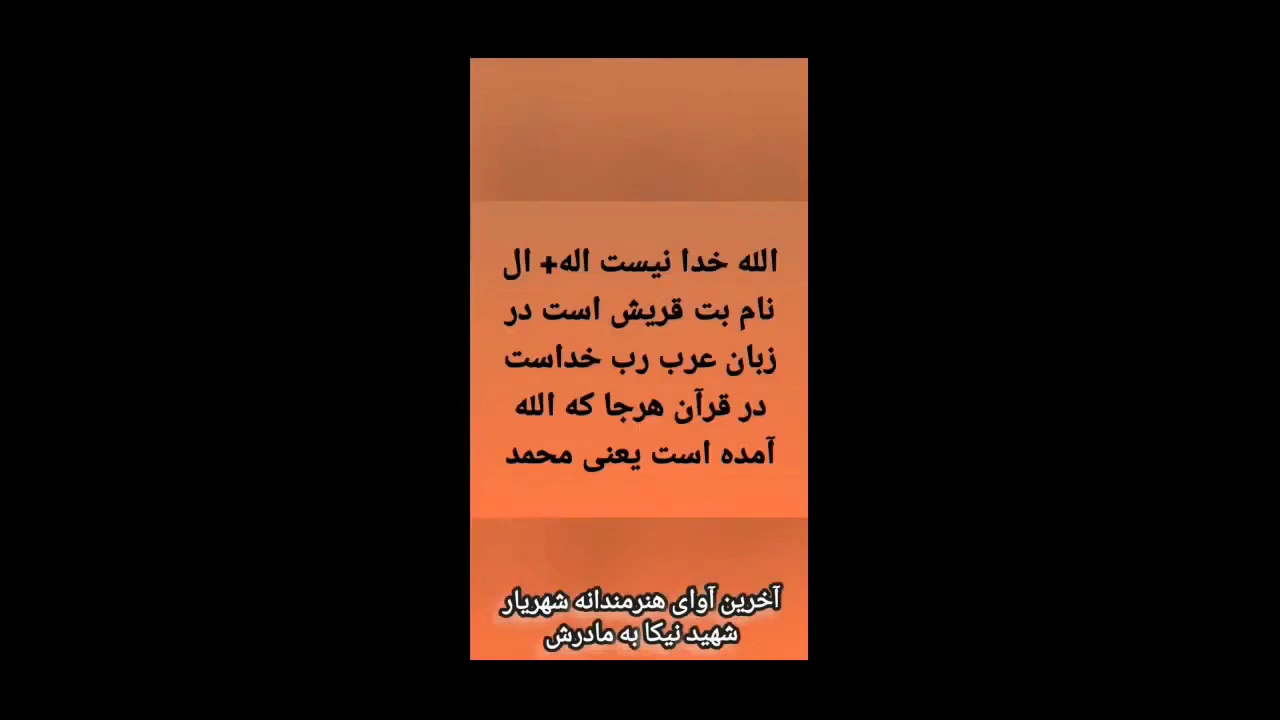 الله خدا نیست اله+ ال
نام بت قریش است در
زبان عرب رب خداست
در قرآن هرجا که الله
آمده است یعنی محمد
آخرین آوای هنرمندانه شهریار
شهید نیکا به مادرش